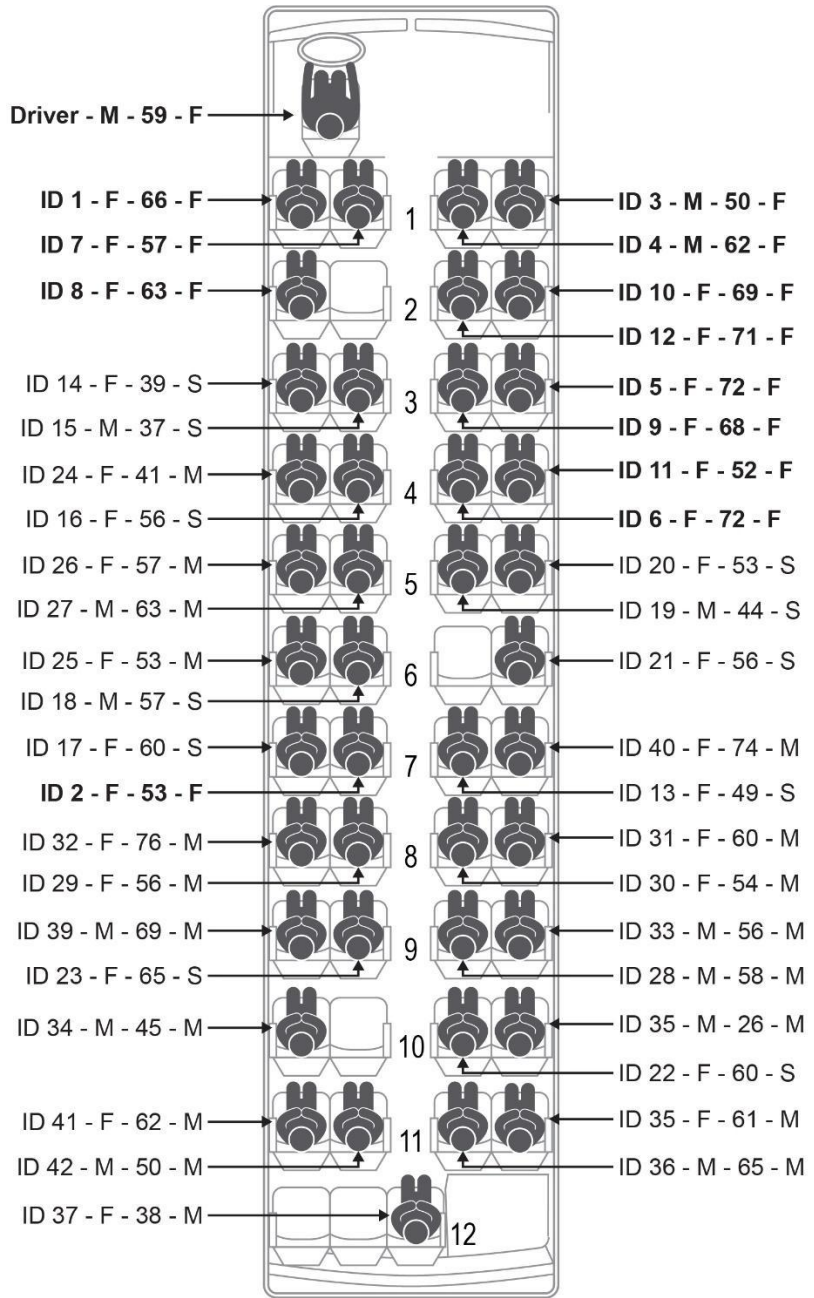 Driver - M - 59 - F
ID 1 - F - 66 - F
ID 7 - F - 57 - F
1
ID 3 - M - 50 - F
ID 4 - M - 62 - F
ID 8 - F - 63 - F
2
ID 10 - F - 69 - F
ID 12 - F - 71 - F
ID 14 - F - 39 - S
ID 15 - M - 37 - S
3
ID 5 - F - 72 - F
ID 9 - F - 68 - F
ID 24 - F - 41 - M
ID 16 - F - 56 - S
4
ID 11 - F - 52 - F
ID 6 - F - 72 - F
ID 26 - F - 57 - M
ID 27 - M - 63 - M
5
ID 20 - F - 53 - S
ID 19 - M - 44 - S
ID 25 - F - 53 - M
ID 18 - M - 57 - S
6
ID 21 - F - 56 - S
ID 17 - F - 60 - S
ID 2 - F - 53 - F
7
ID 40 - F - 74 - M
ID 13 - F - 49 - S
ID 32 - F - 76 - M
ID 29 - F - 56 - M
8
ID 31 - F - 60 - M
ID 30 - F - 54 - M
ID 39 - M - 69 - M
ID 23 - F - 65 - S
9
ID 33 - M - 56 - M
ID 28 - M - 58 - M
ID 34 - M - 45 - M
10
ID 35 - M - 26 - M
ID 22 - F - 60 - S
ID 41 - F - 62 - M
ID 42 - M - 50 - M
11
ID 35 - F - 61 - M
ID 36 - M - 65 - M
ID 37 - F - 38 - M
12